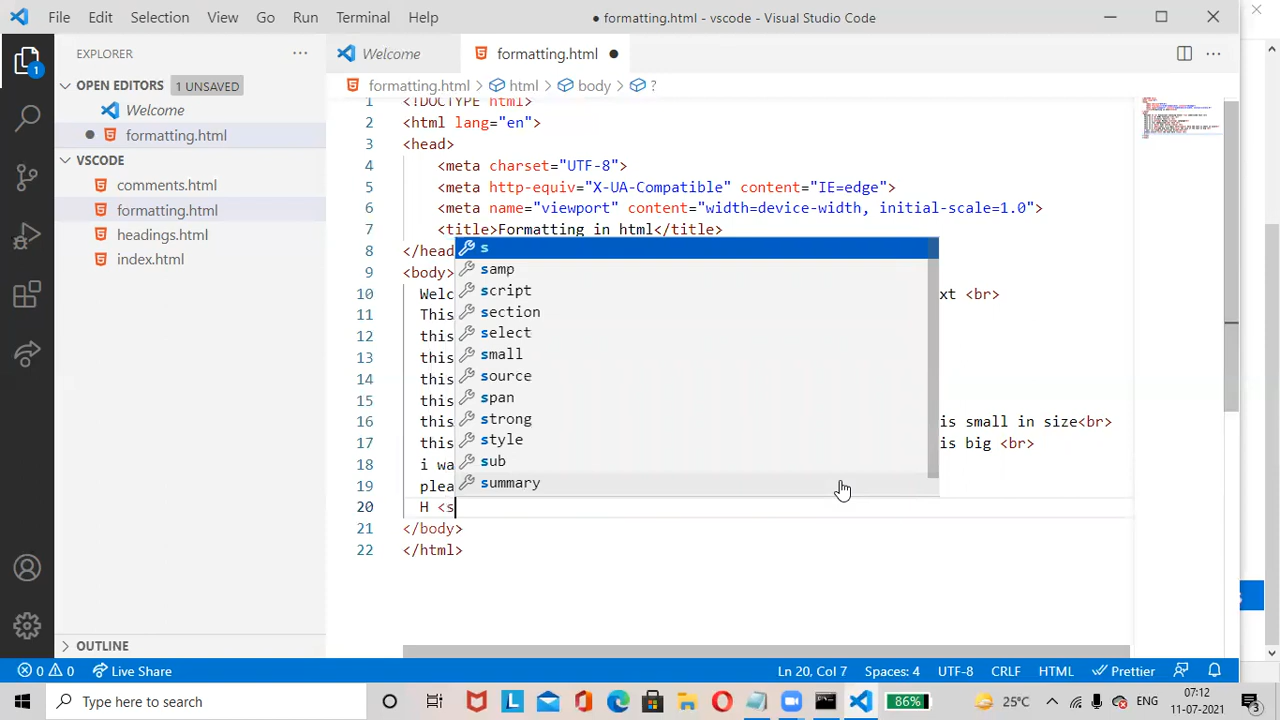 File Edit Selection View Go Run Terminal Help ● formatting.html - vscode - Visual Studio Code
EXPLORER ··· Welcome formatting.html ●
OPEN EDITORS 1 UNSAVED
formatting.html > html > body > ?
Welcome
● formatting.html
VSCODE
comments.html
formatting.html
headings.html
index.html
OUTLINE
1 <!DOCTYPE html>
2 <html lang="en">
3 <head>
4 <meta charset="UTF-8">
5 <meta http-equiv="X-UA-Compatible" content="IE=edge">
6 <meta name="viewport" content="width=device-width, initial-scale=1.0">
7 <title>Formatting in html</title>
8 </head
9 <body>
10 Welc xt <br>
11 This
12 this
13 this
14 this
15 this
16 this is small in size<br>
17 this is big <br>
18 i wa
19 plea
20 H <s
21 </body>
22 </html>
s
samp
script
section
select
small
source
span
strong
style
sub
summary
1
0 0 Live Share Ln 20, Col 7 Spaces: 4 UTF-8 CRLF HTML Prettier
Type here to search 86% 25°C ENG 07:12
11-07-2021 3